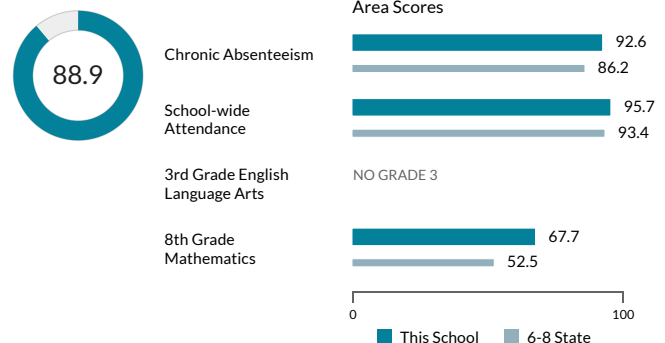 Area Scores
88.9
Chronic Absenteeism
92.6
86.2
School-wide
Attendance
95.7
93.4
3rd Grade English
Language Arts
NO GRADE 3
8th Grade
Mathematics
67.7
52.5
0
100
This School
6-8 State